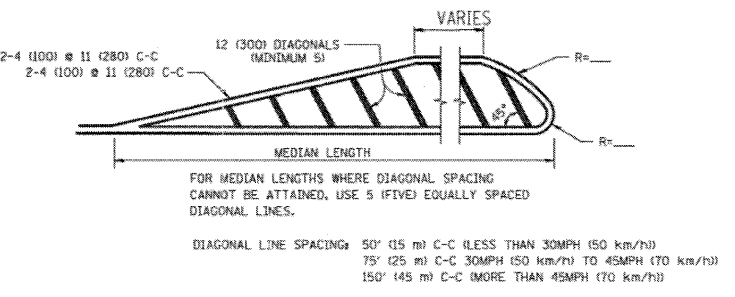 VARIES
2-4 (100) @ 11 (280) C-C
2-4 (100) @ 11 (280) C-C
12 (300) DIAGONALS
(MINIMUM 5)
R=___
45°
R=___
MEDIAN LENGTH
FOR MEDIAN LENGTHS WHERE DIAGONAL SPACING
CANNOT BE ATTAINED, USE 5 (FIVE) EQUALLY SPACED
DIAGONAL LINES.
DIAGONAL LINE SPACING: 50' (15 m) C-C (LESS THAN 30MPH (50 km/h))
75' (25 m) C-C 30MPH (50 km/h) TO 45MPH (70 km/h)
150' (45 m) C-C (MORE THAN 45MPH (70 km/h))